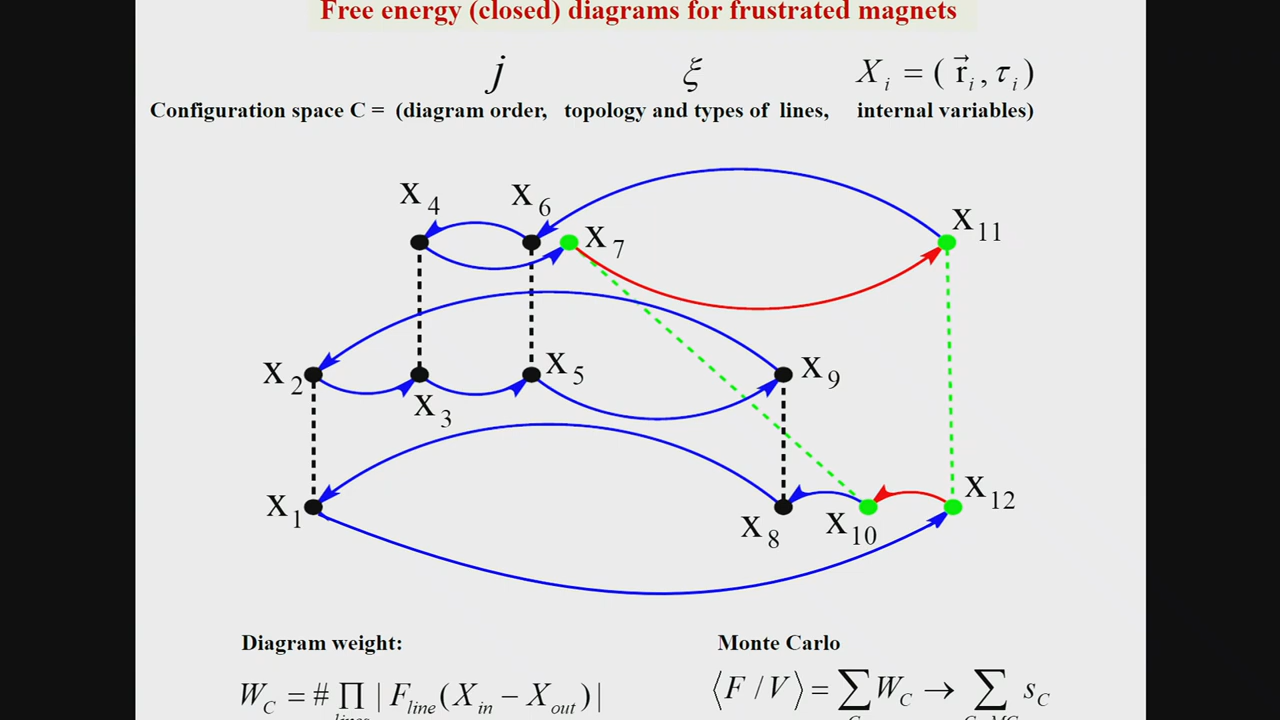 Free energy (closed) diagrams for frustrated magnets
j ξ X_i = ( r⃗_i , τ_i )
Configuration space C = (diagram order, topology and types of lines, internal variables)
X_4 X_6
X_7 X_11
X_2 X_5 X_9
X_3
X_1 X_12
X_8 X_10
Diagram weight: Monte Carlo
W_C = # ∏ | F_line (X_in − X_out) | ⟨F / V⟩ = ∑ W_C → ∑ s_C